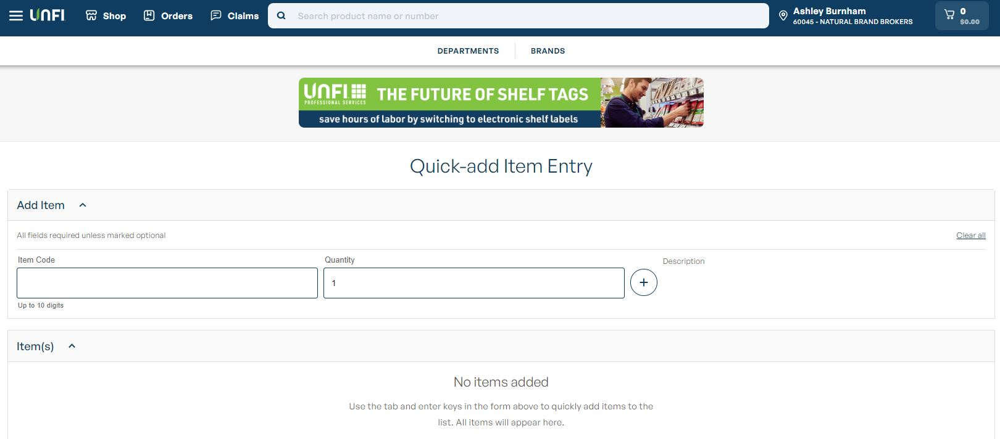 UNFI
Shop
Orders
Claims
Search product name or number
Ashley Burnham
60045 - NATURAL BRAND BROKERS
0
$0.00
DEPARTMENTS
BRANDS
UNFI
PROFESSIONAL SERVICES
THE FUTURE OF SHELF TAGS
save hours of labor by switching to electronic shelf labels
Quick-add Item Entry
Add Item
All fields required unless marked optional
Clear all
Item Code
Quantity
Description
1
Up to 10 digits
Item(s)
No items added
Use the tab and enter keys in the form above to quickly add items to the
list. All items will appear here.